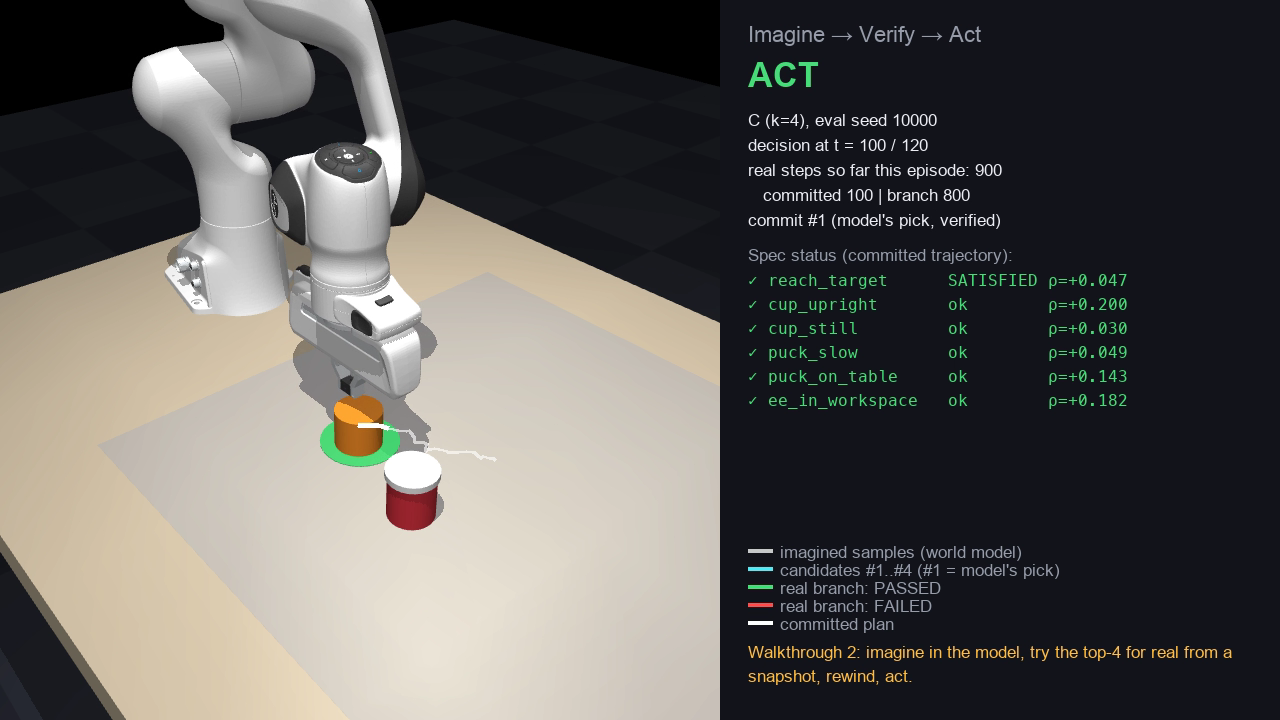 Imagine → Verify → Act
ACT
C (k=4), eval seed 10000
decision at t = 100 / 120
real steps so far this episode: 900
committed 100 | branch 800
commit #1 (model's pick, verified)
Spec status (committed trajectory):
✓ reach_target SATISFIED ρ=+0.047
✓ cup_upright ok ρ=+0.200
✓ cup_still ok ρ=+0.030
✓ puck_slow ok ρ=+0.049
✓ puck_on_table ok ρ=+0.143
✓ ee_in_workspace ok ρ=+0.182
imagined samples (world model)
candidates #1..#4 (#1 = model's pick)
real branch: PASSED
real branch: FAILED
committed plan
Walkthrough 2: imagine in the model, try the top-4 for real from a
snapshot, rewind, act.